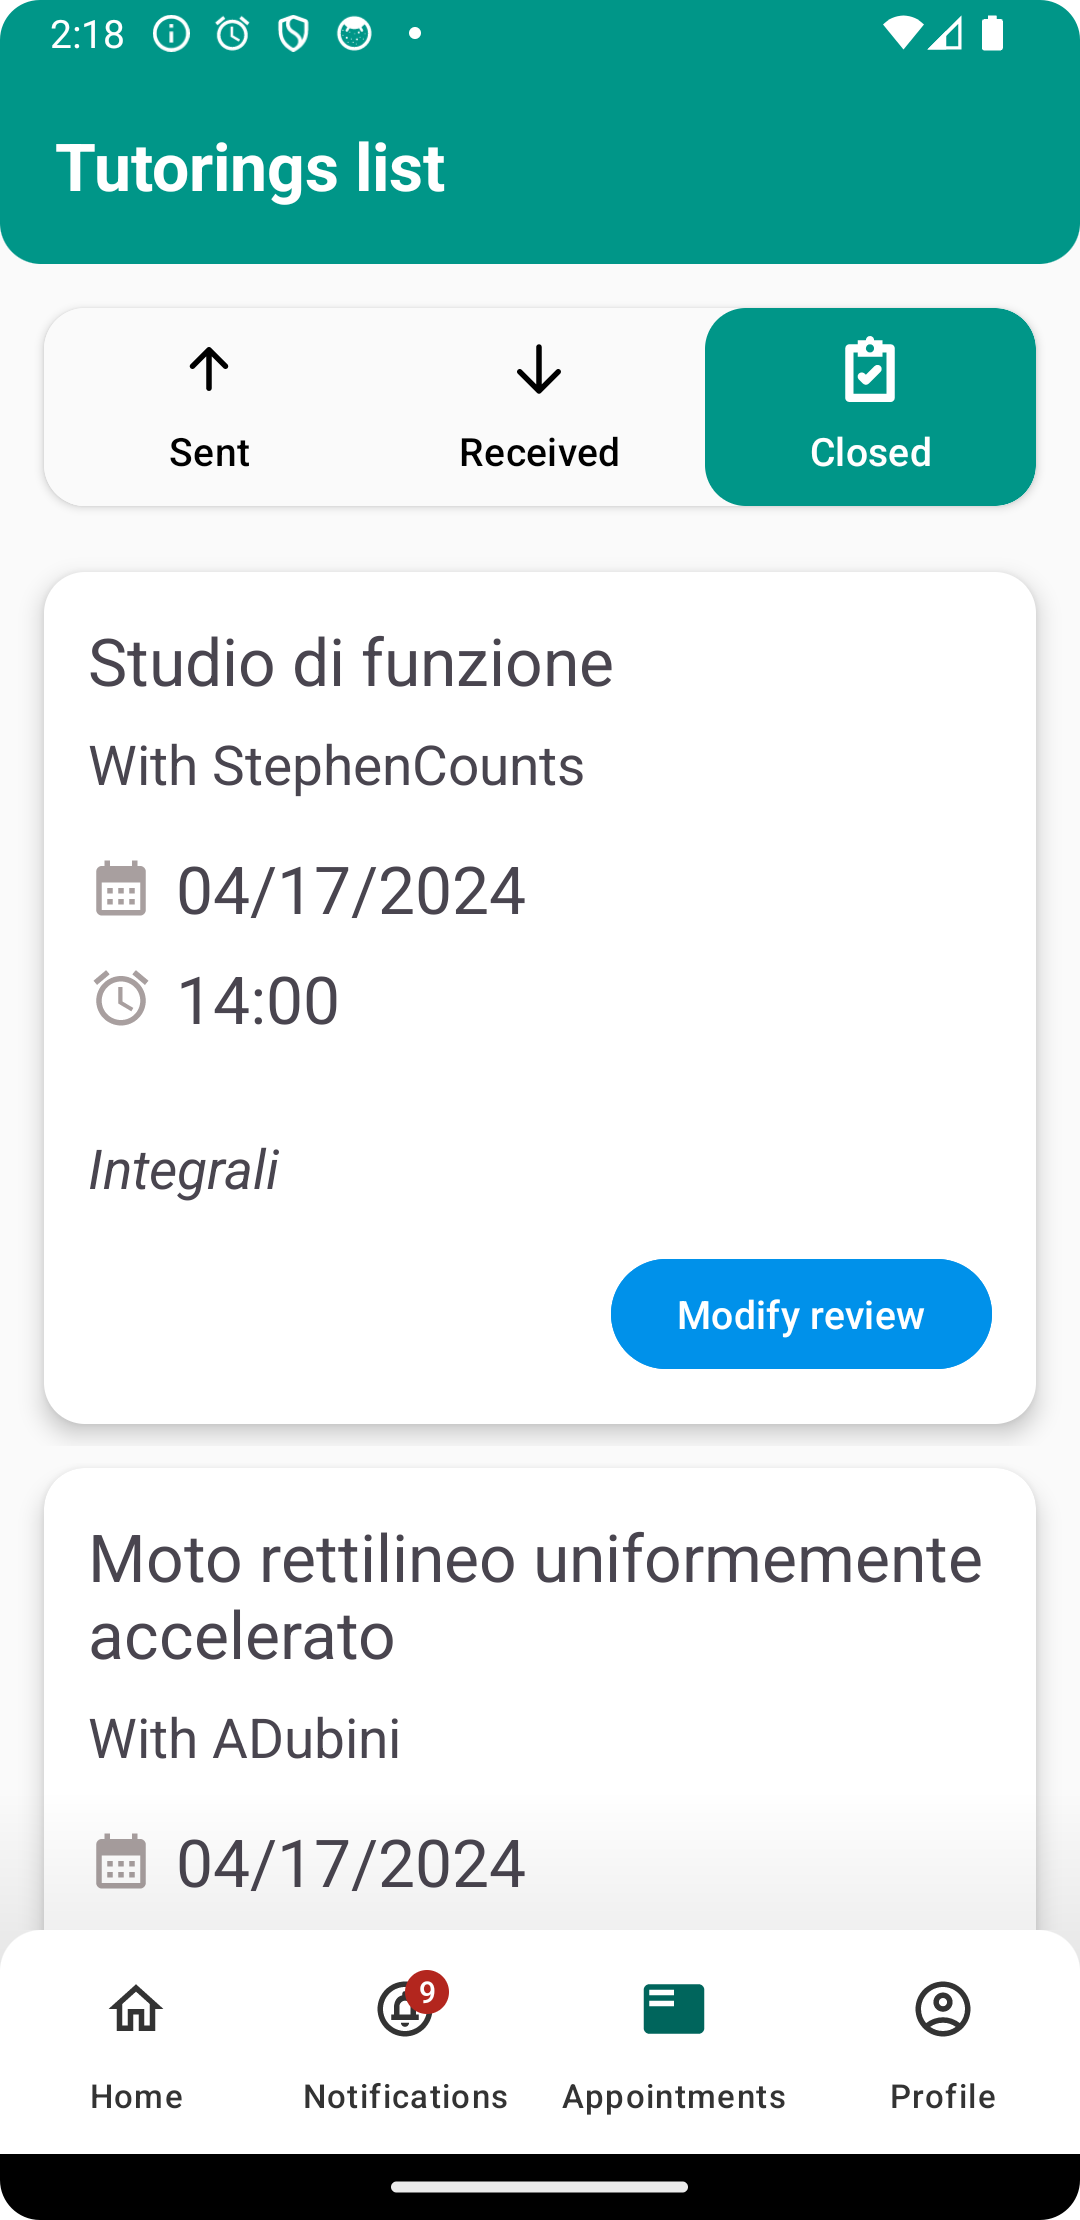 2:18
Tutorings list
Sent
Received
Closed
Studio di funzione
With StephenCounts
04/17/2024
14:00
Integrali
Modify review
Moto rettilineo uniformemente
accelerato
With ADubini
04/17/2024
9
Home
Notifications
Appointments
Profile